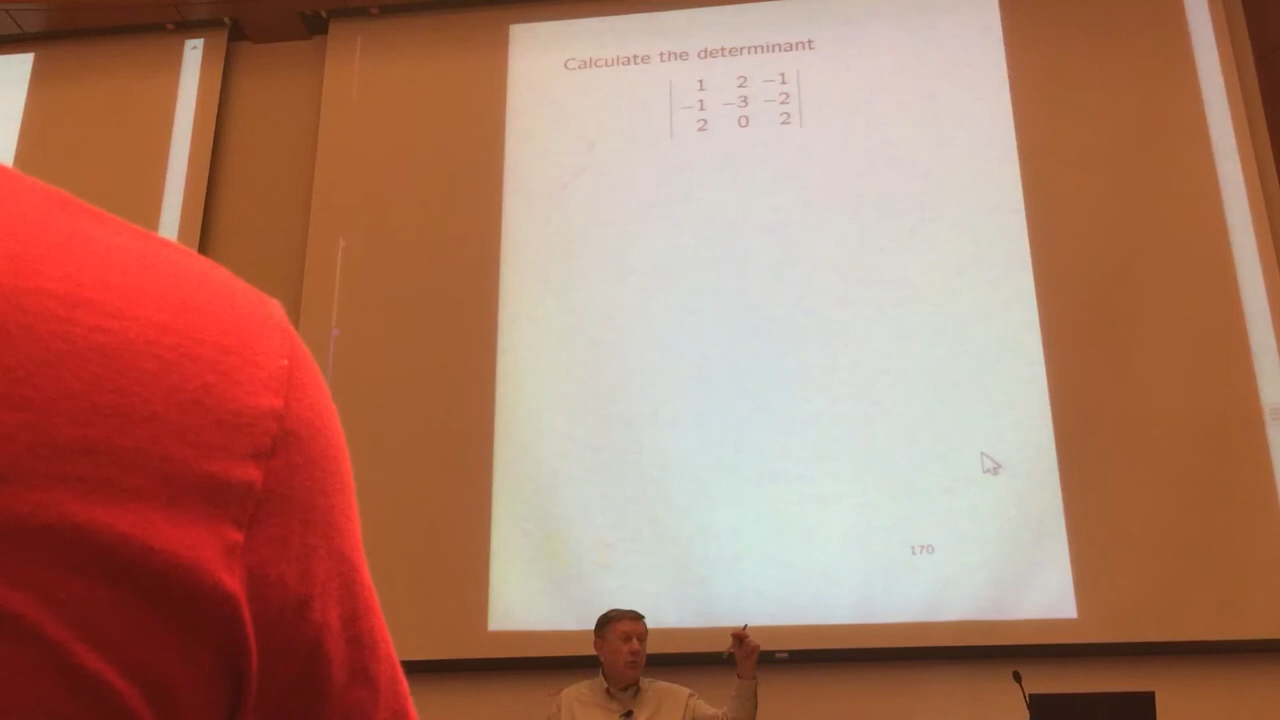 Calculate the determinant
1 2 −1
−1 −3 −2
2 0 2
170